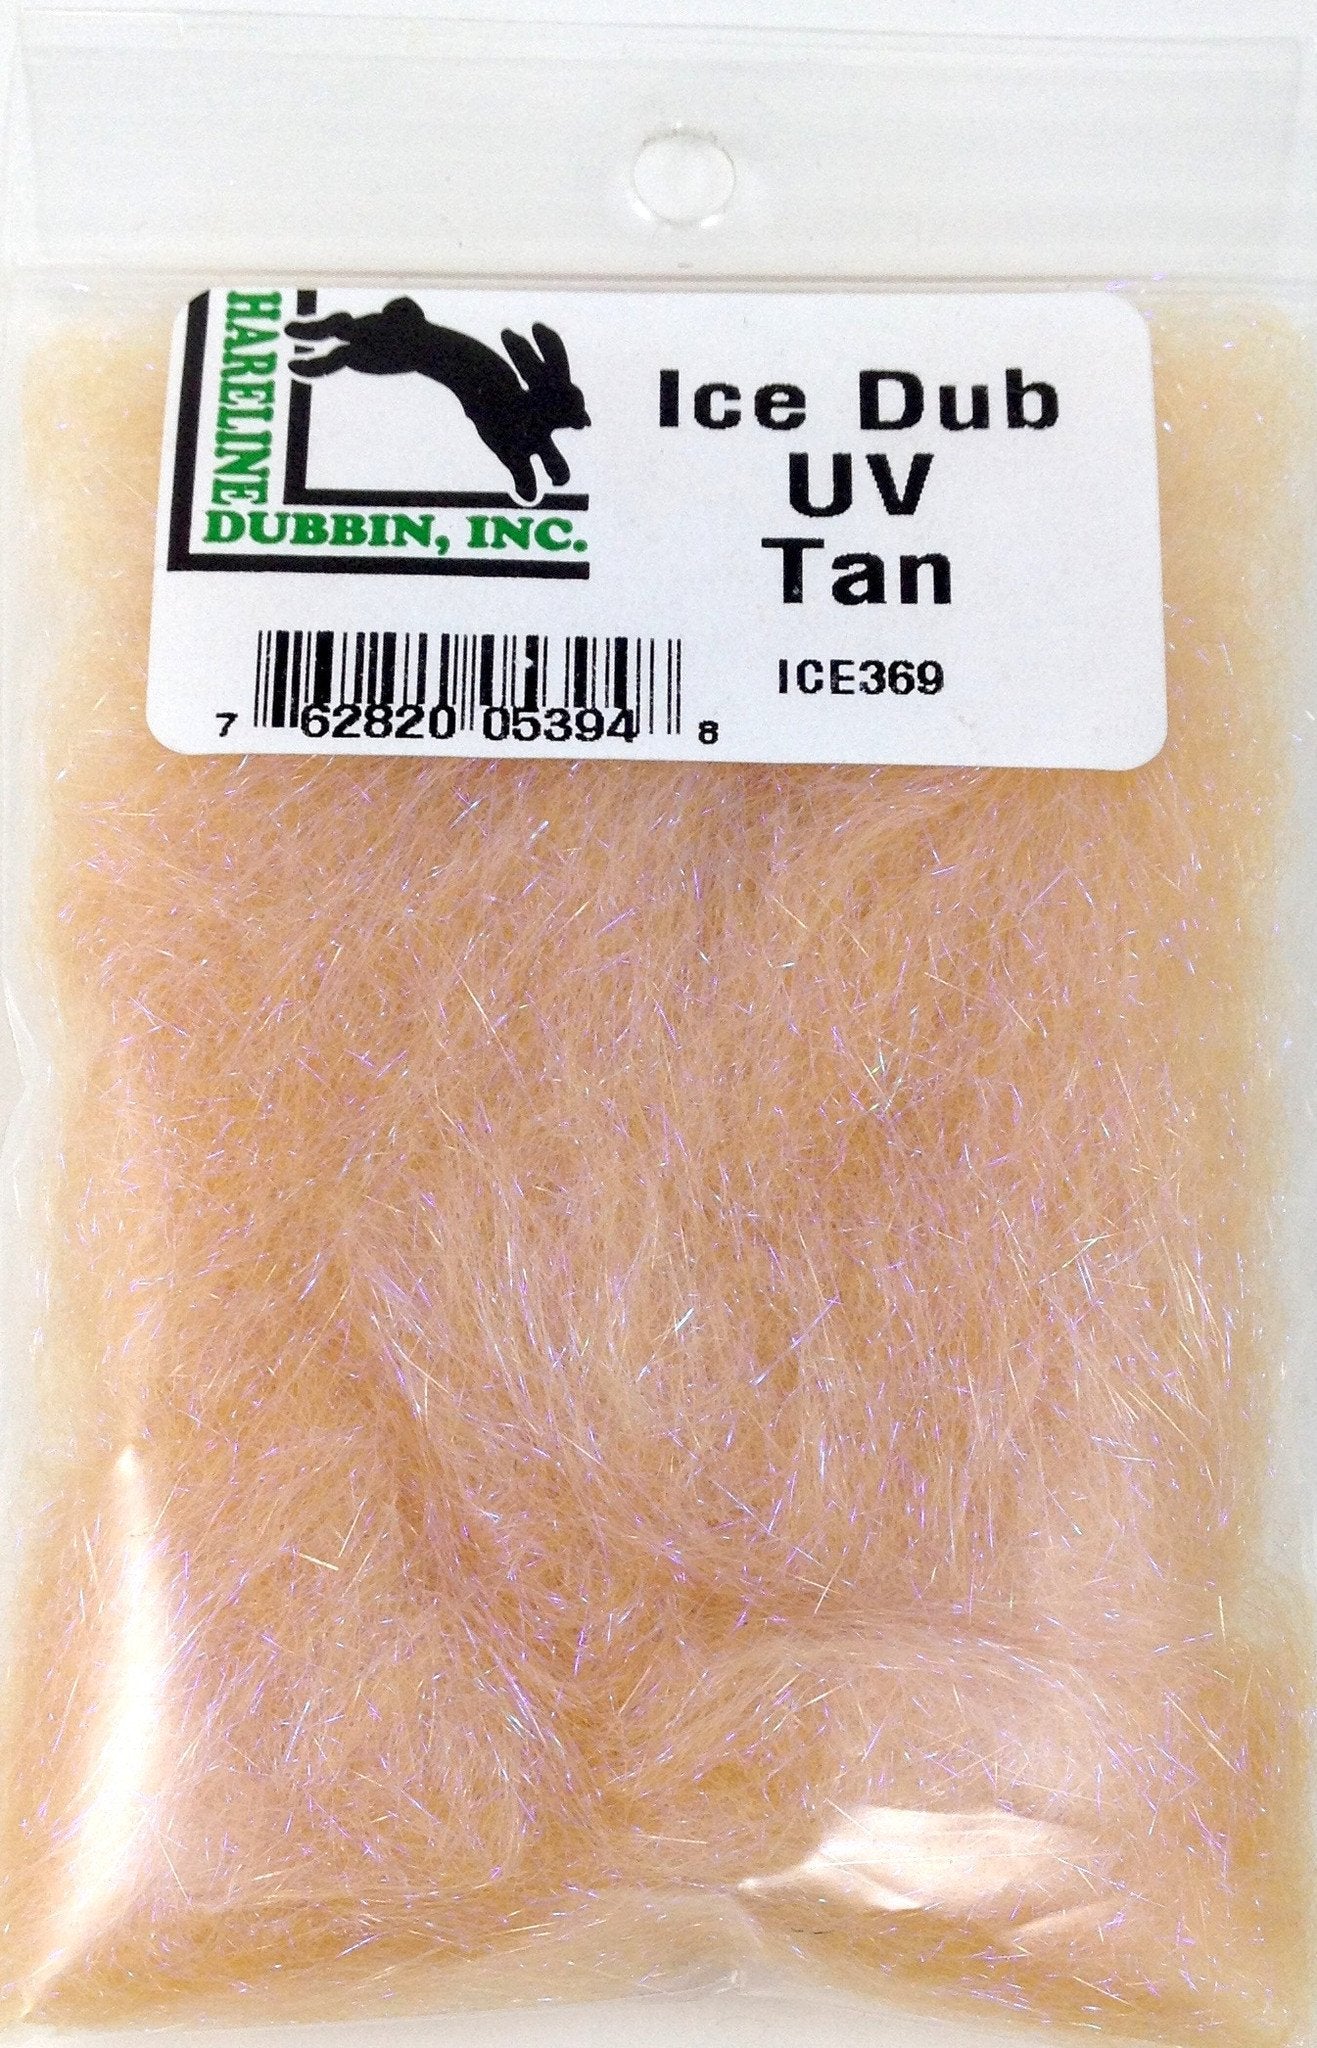 HARELINE
DUBBIN, INC.
Ice Dub
UV
Tan
ICE369
7 62820 05394 8